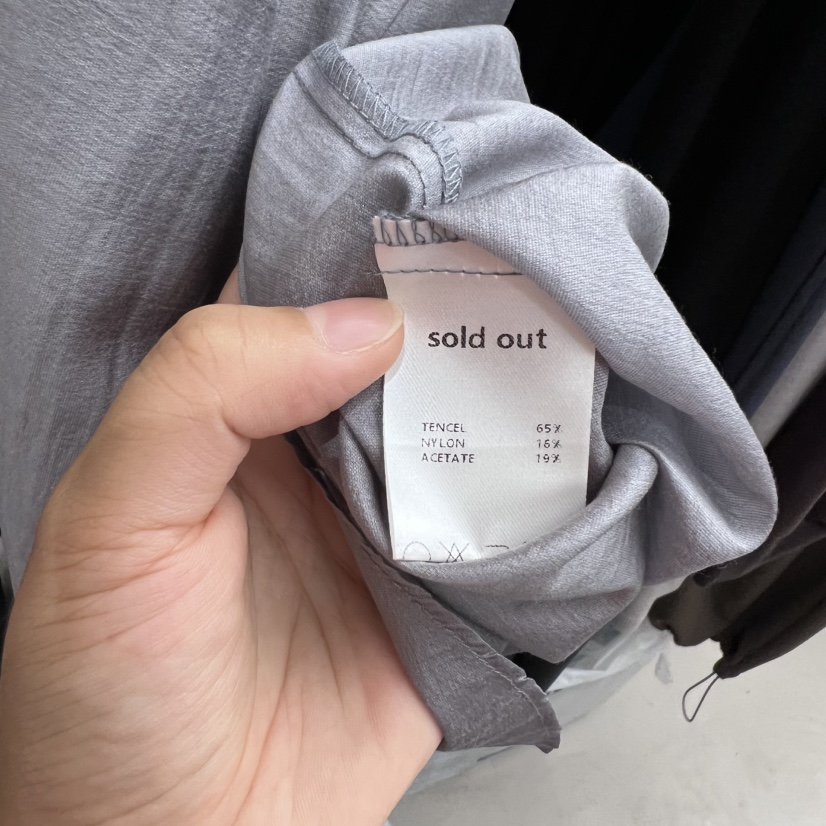 sold out
TENCEL 65%
NYLON 16%
ACETATE 19%